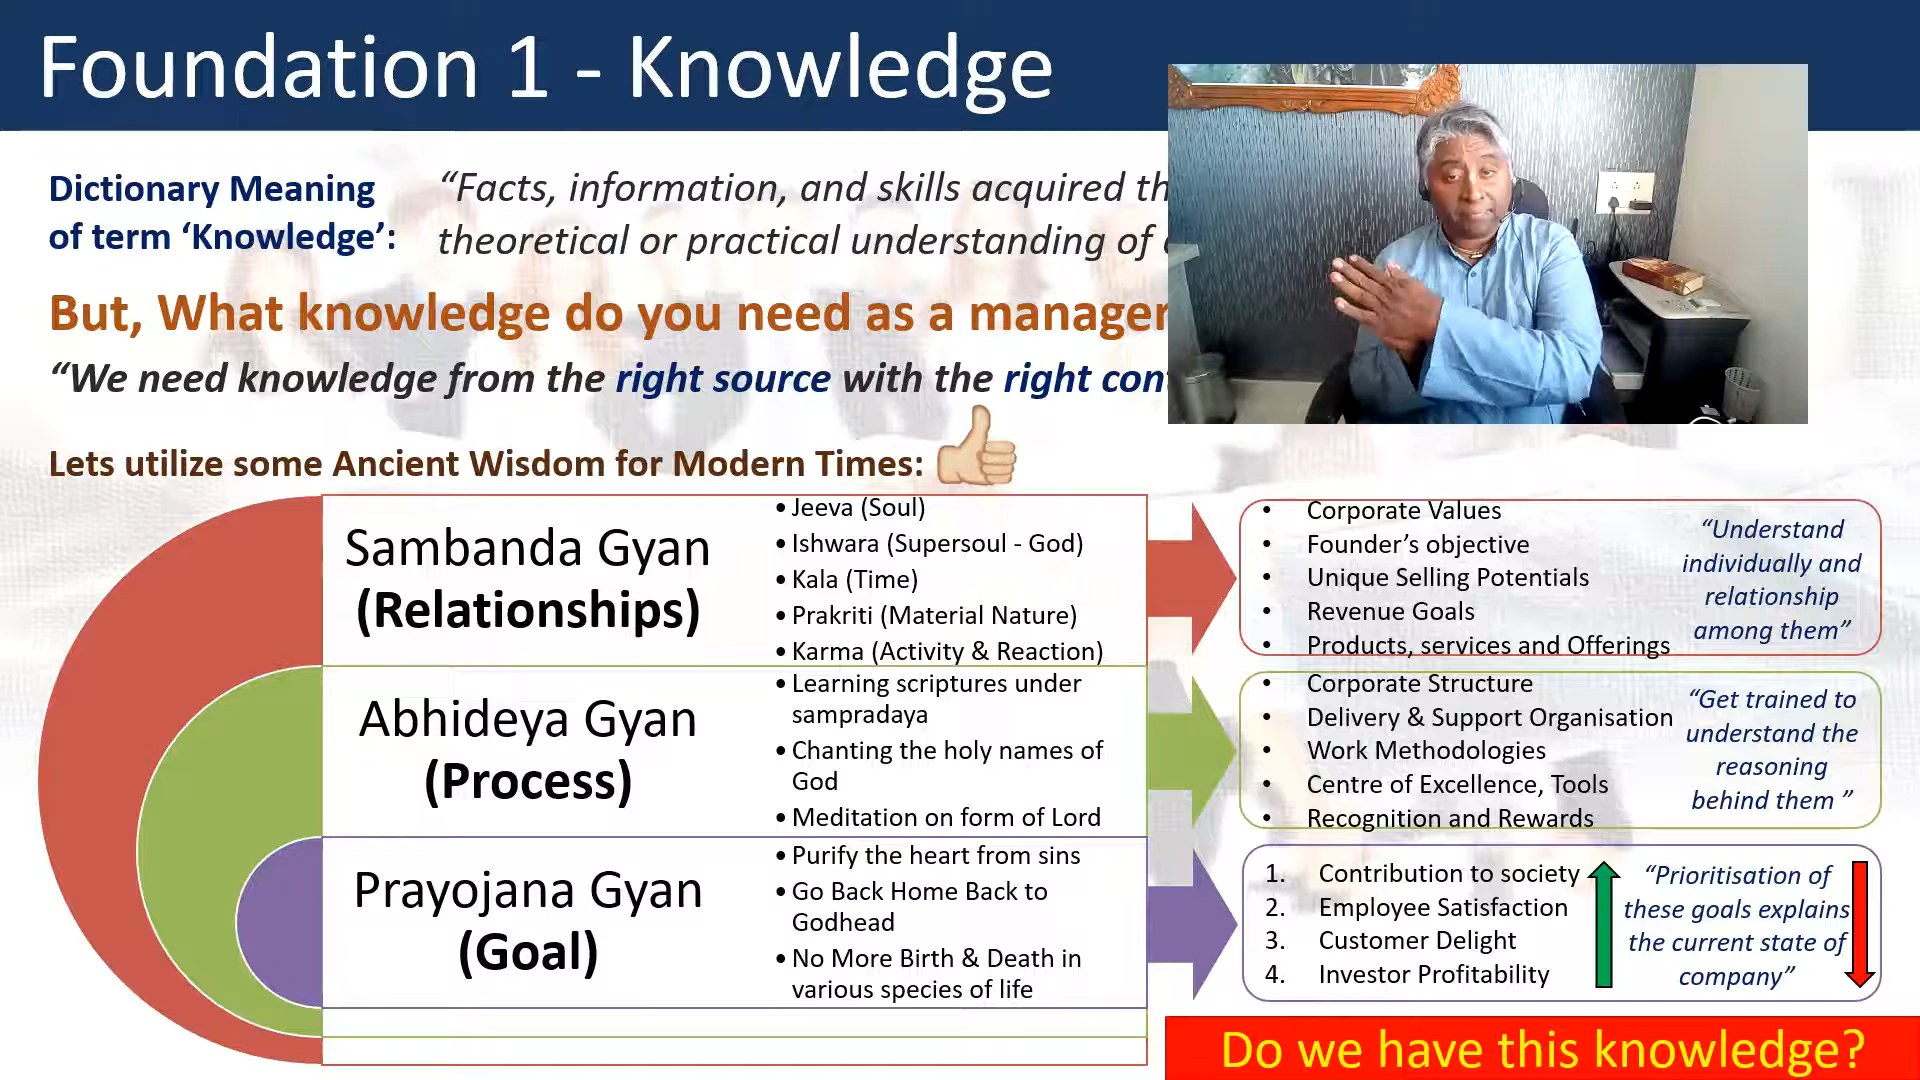 Foundation 1 - Knowledge
Dictionary Meaning
of term ‘Knowledge’:
“Facts, information, and skills acquired
theoretical or practical understanding of
But, What knowledge do you need as a manager
“We need knowledge from the right source with the right
Lets utilize some Ancient Wisdom for Modern Times:
Sambanda Gyan
(Relationships)
• Jeeva (Soul)
• Ishwara (Supersoul - God)
• Kala (Time)
• Prakriti (Material Nature)
• Karma (Activity & Reaction)
• Corporate Values
• Founder’s objective
• Unique Selling Potentials
• Revenue Goals
• Products, services and Offerings
“Understand
individually and
relationship
among them”
Abhideya Gyan
(Process)
• Learning scriptures under
sampradaya
• Chanting the holy names of
God
• Meditation on form of Lord
• Corporate Structure
• Delivery & Support Organisation
• Work Methodologies
• Centre of Excellence, Tools
• Recognition and Rewards
“Get trained to
understand the
reasoning
behind them ”
Prayojana Gyan
(Goal)
• Purify the heart from sins
• Go Back Home Back to
Godhead
• No More Birth & Death in
various species of life
1. Contribution to society
2. Employee Satisfaction
3. Customer Delight
4. Investor Profitability
“Prioritisation of
these goals explains
the current state of
company”
Do we have this knowledge?